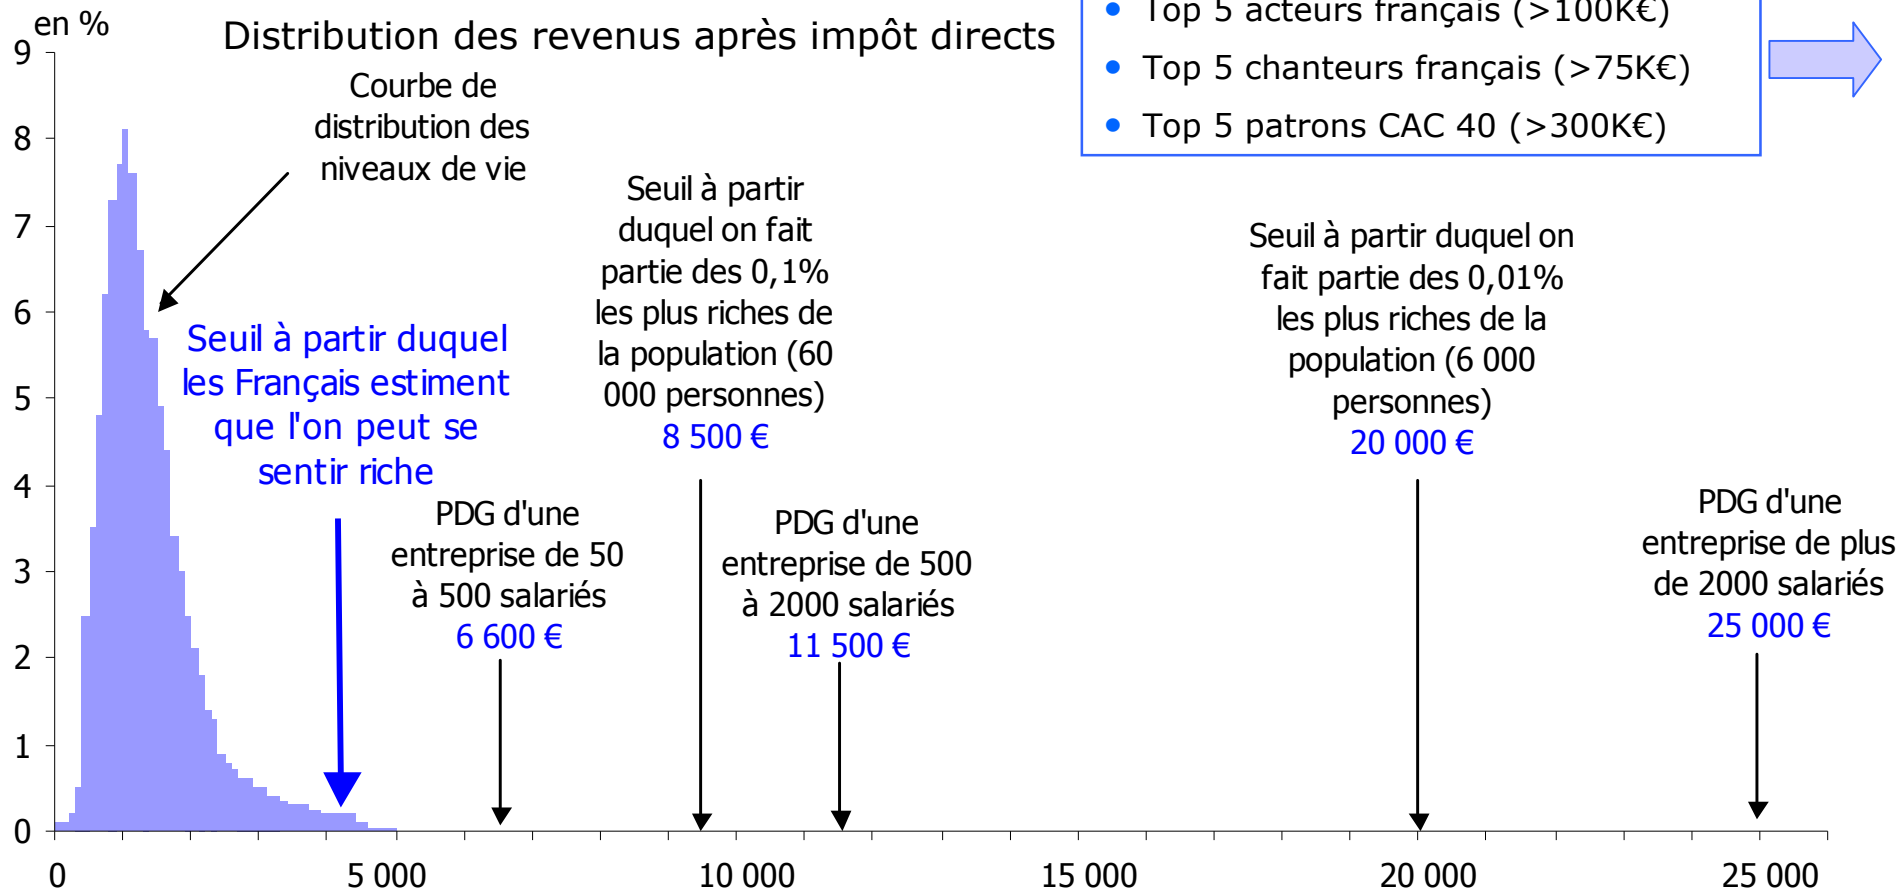 en %
Distribution des revenus après impôt directs
• Top 5 acteurs français (>100K€)
• Top 5 chanteurs français (>75K€)
• Top 5 patrons CAC 40 (>300K€)
Courbe de
distribution des
niveaux de vie
Seuil à partir duquel
les Français estiment
que l'on peut se
sentir riche
PDG d'une
entreprise de 50
à 500 salariés
6 600 €
Seuil à partir
duquel on fait
partie des 0,1%
les plus riches de
la population (60
000 personnes)
8 500 €
PDG d'une
entreprise de 500
à 2000 salariés
11 500 €
Seuil à partir duquel on
fait partie des 0,01%
les plus riches de la
population (6 000
personnes)
20 000 €
PDG d'une
entreprise de plus
de 2000 salariés
25 000 €
9
8
7
6
5
4
3
2
1
0
0 5 000 10 000 15 000 20 000 25 000